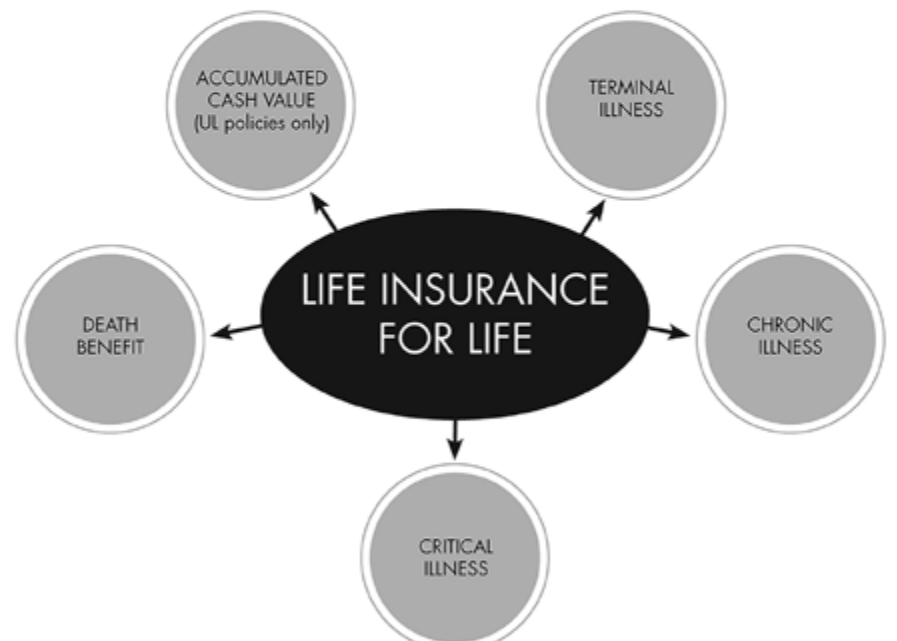 ACCUMULATED
CASH VALUE
(UL policies only)
TERMINAL
ILLNESS
LIFE INSURANCE
FOR LIFE
DEATH
BENEFIT
CHRONIC
ILLNESS
CRITICAL
ILLNESS